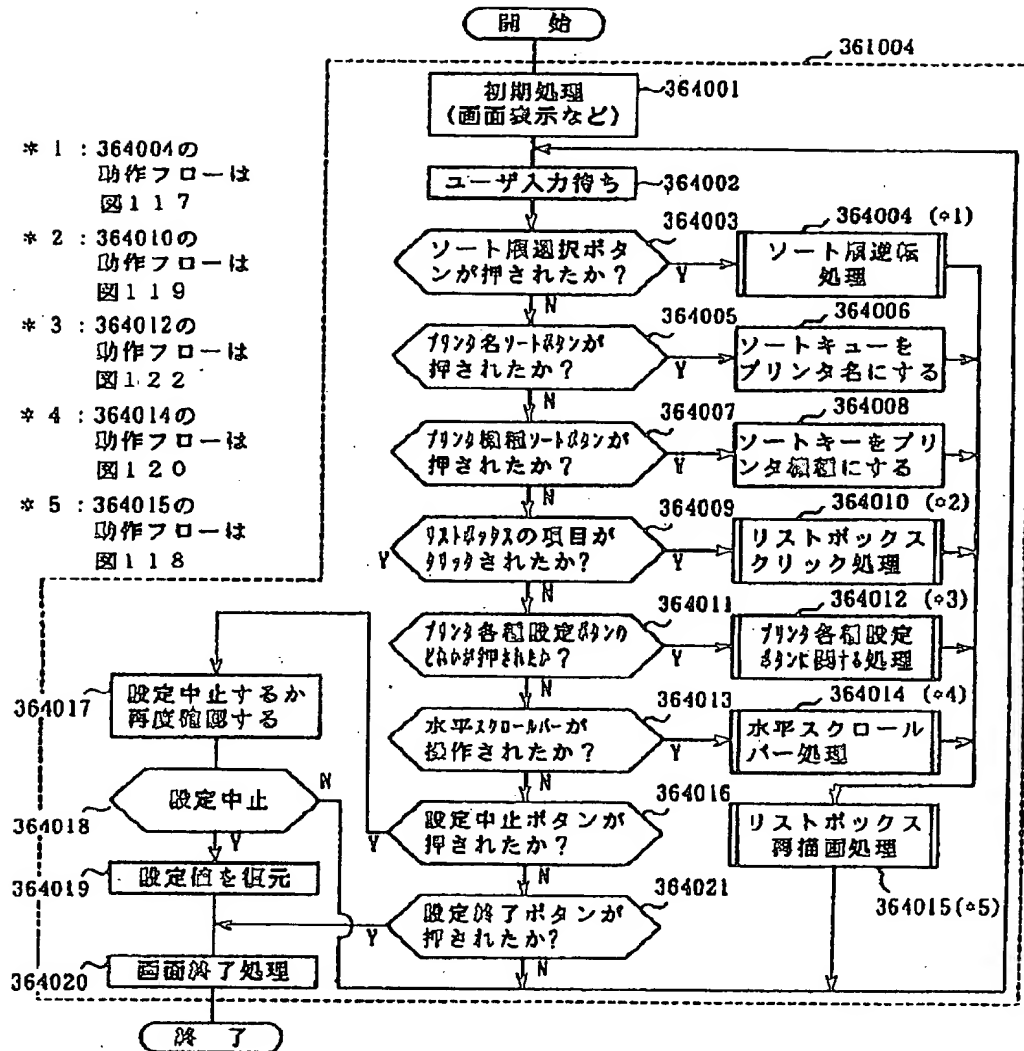 開 始
361004
初期処理
(画面表示など)
364001
ユーザ入力待ち
364002
ソート順選択ボタ
ンが押されたか？
364003
Y
N
364004 (*1)
ソート順逆転
処理
プリンタ名ソートボタンが
押されたか？
364005
Y
N
364006
ソートキューを
プリンタ名にする
プリンタ機種ソートボタンが
押されたか？
364007
Y
N
364008
ソートキーをプリ
ンタ機種にする
リストボックスの項目が
クリックされたか？
364009
Y
Y
N
364010 (*2)
リストボックス
クリック処理
プリンタ各種設定ボタンの
どれかが押されたか？
364011
Y
N
364012 (*3)
プリンタ各種設定
ボタンに関する処理
水平スクロールバーが
操作されたか？
364013
Y
N
364014 (*4)
水平スクロール
バー処理
設定中止ボタンが
押されたか？
364016
Y
N
リストボックス
再描画処理
364015(*5)
設定終了ボタンが
押されたか?
364021
Y
N
364017
設定中止するか
再度確認する
364018
設定中止
N
Y
364019
設定値を復元
364020
画面終了処理
終 了
* 1 : 364004の
動作フローは
図１１７
* 2 : 364010の
動作フローは
図１１９
* 3 : 364012の
動作フローは
図１２２
* 4 : 364014の
動作フローは
図１２０
* 5 : 364015の
動作フローは
図１１８